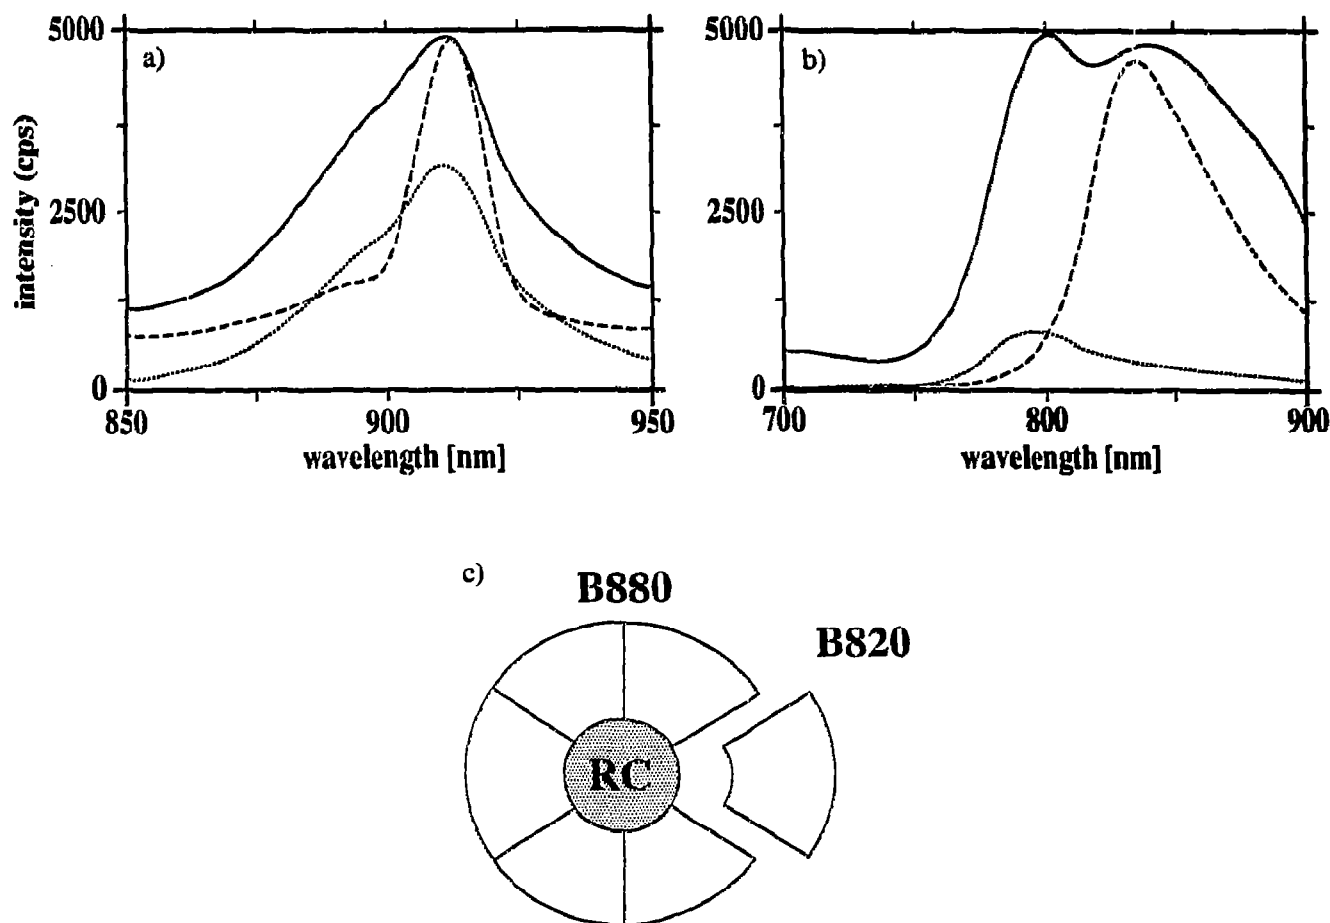 5000
a)
2500
0
intensity (cps)
850
900
950
wavelength [nm]
5000
b)
2500
0
700
800
900
wavelength [nm]
c)
B880
B820
RC